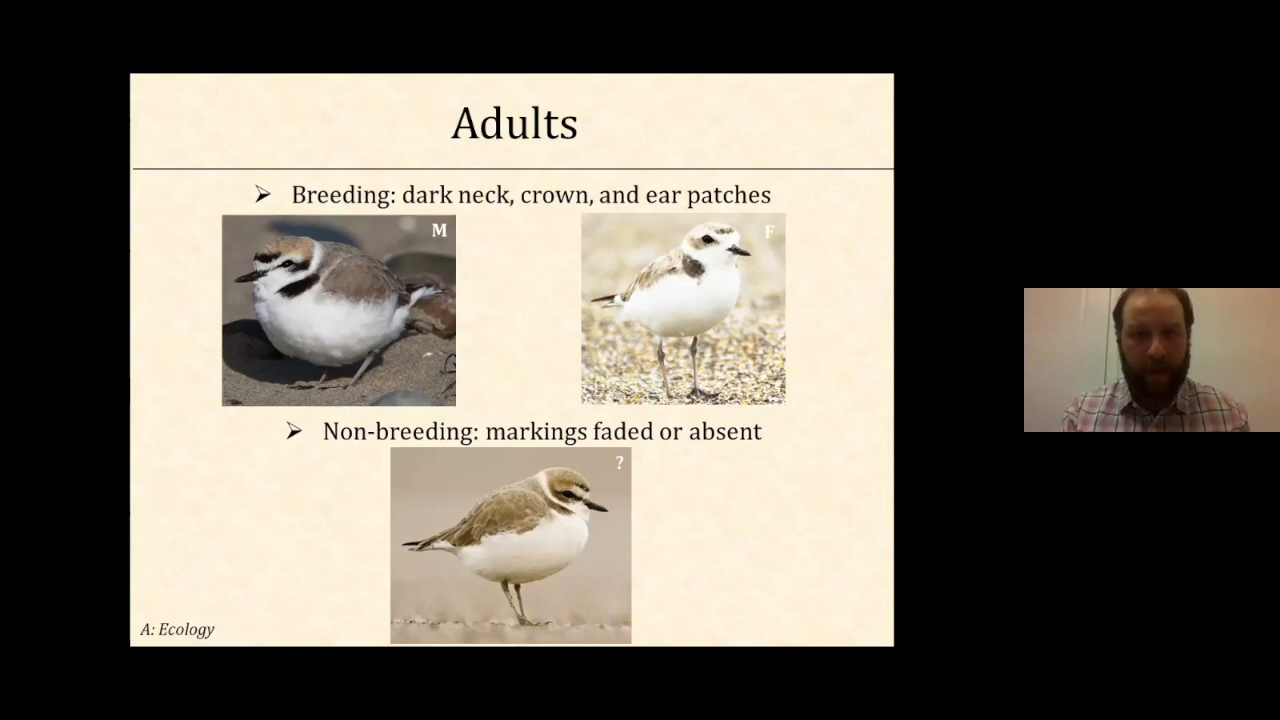 Adults
➢ Breeding: dark neck, crown, and ear patches
M
F
➢ Non-breeding: markings faded or absent
?
A: Ecology